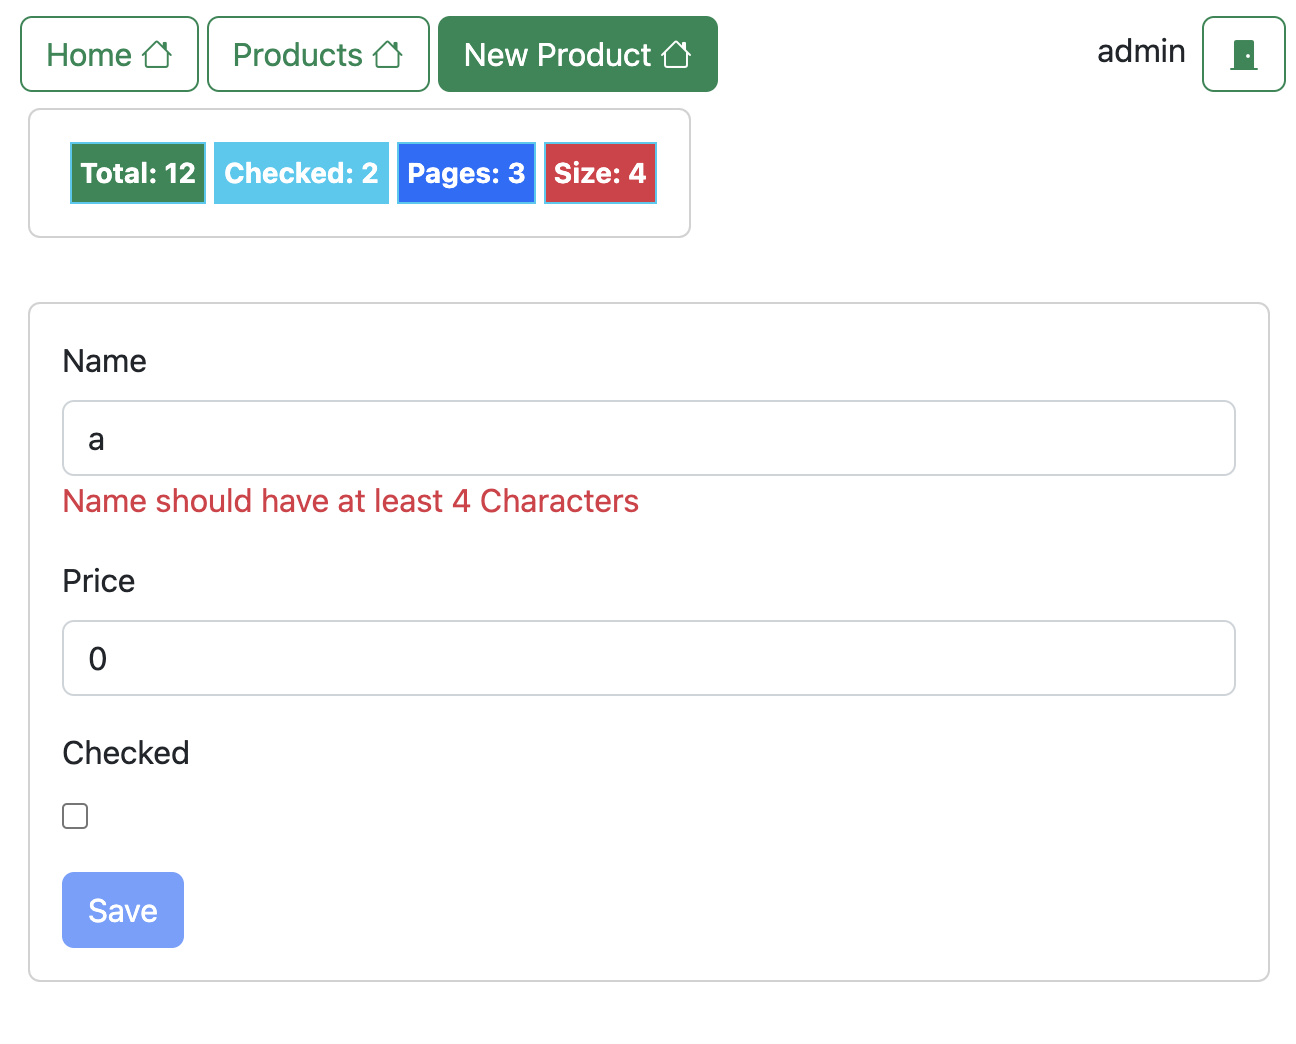 Home Products New Product admin
Total: 12 Checked: 2 Pages: 3 Size: 4
Name
a
Name should have at least 4 Characters
Price
0
Checked
Save